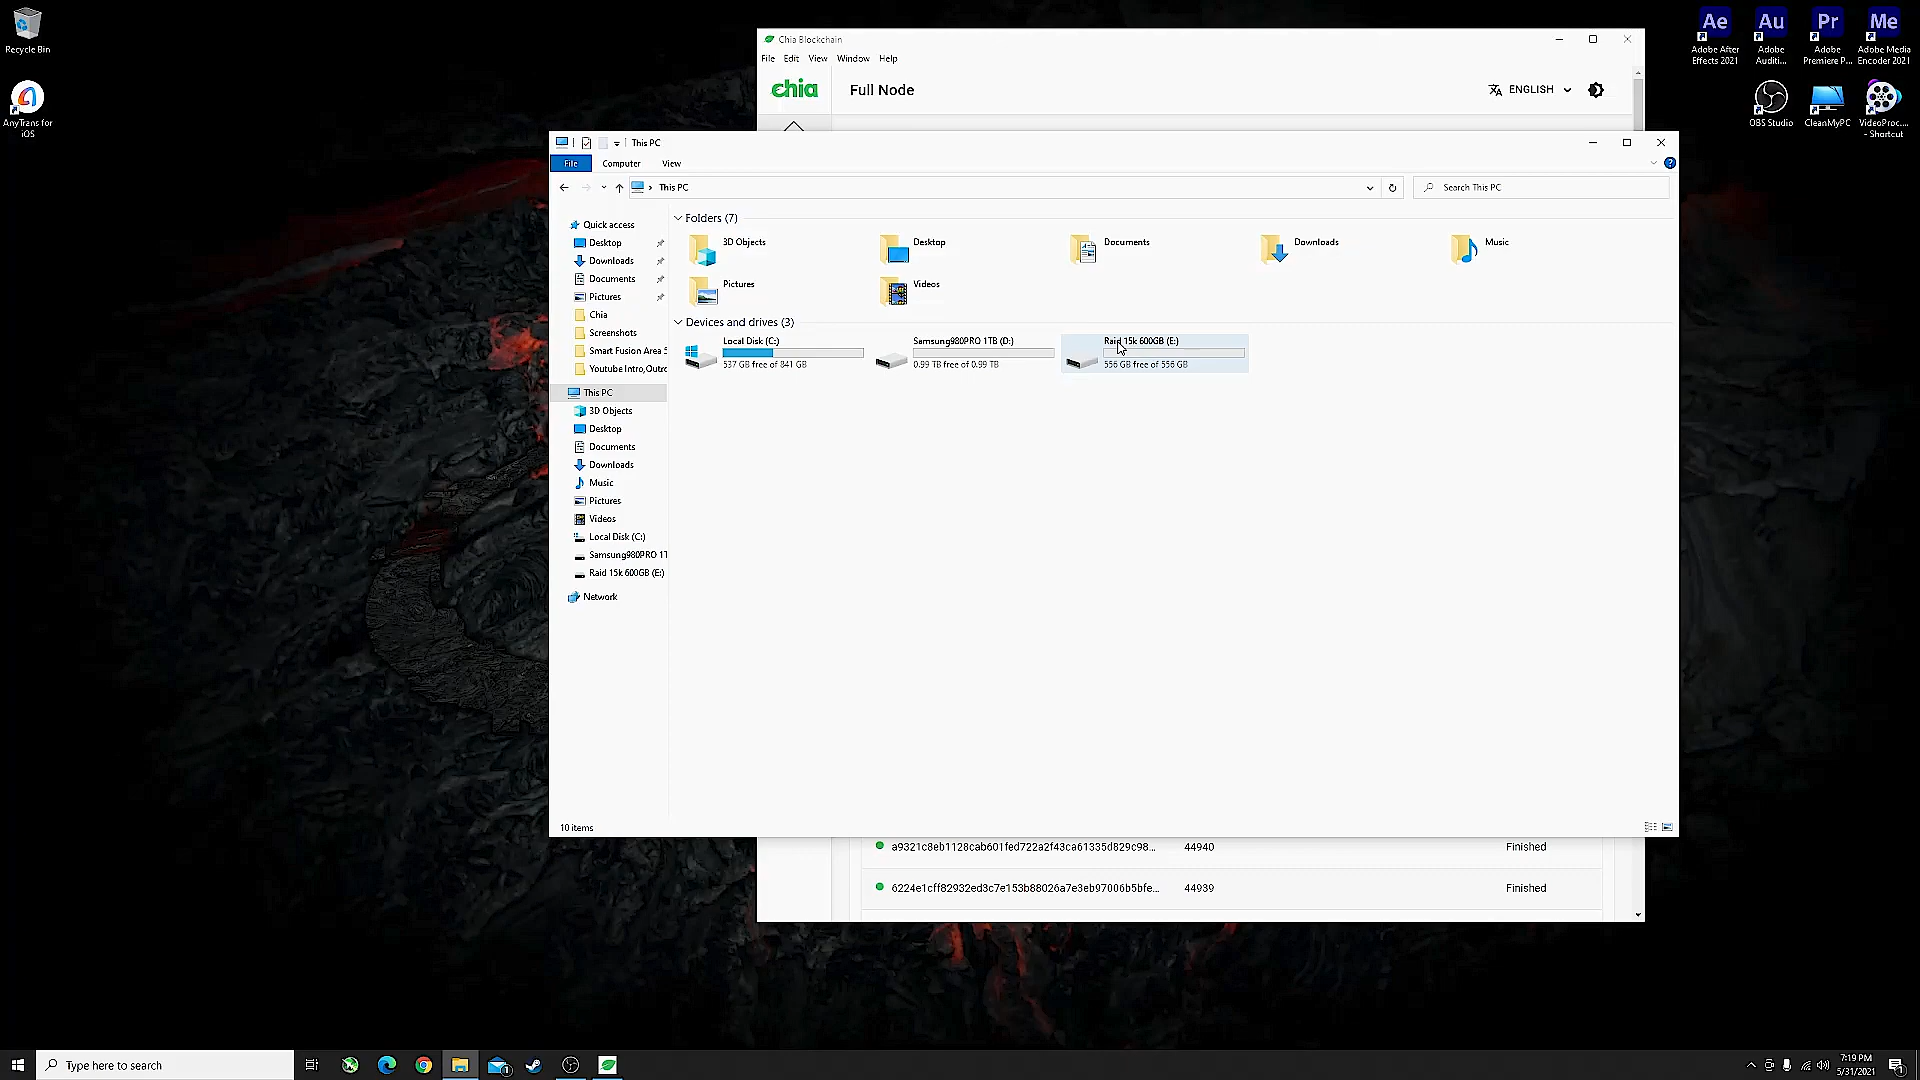 Recycle Bin
AnyTrans for
iOS
Ae Au Pr Me
Adobe After
Effects 2021
Adobe
Auditi...
Adobe
Premiere P...
Adobe Media
Encoder 2021
OBS Studio
CleanMyPC
VideoProc....
- Shortcut
Chia Blockchain
File Edit View Window Help
chia
Full Node
ENGLISH
This PC
File
Computer
View
This PC
Search This PC
Quick access
Desktop
Downloads
Documents
Pictures
Chia
Screenshots
Smart Fusion Area 5
Youtube Intro,Outro
This PC
3D Objects
Desktop
Documents
Downloads
Music
Pictures
Videos
Local Disk (C:)
Samsung980PRO 1T
Raid 15k 600GB (E:)
Network
Folders (7)
3D Objects
Desktop
Documents
Downloads
Music
Pictures
Videos
Devices and drives (3)
Local Disk (C:)
537 GB free of 841 GB
Samsung980PRO 1TB (D:)
0.99 TB free of 0.99 TB
Raid 15k 600GB (E:)
556 GB free of 556 GB
10 items
a9321c8eb1128cab601fed722a2f43ca61335d829c98... 44940 Finished
6224e1cff82932ed3c7e153b88026a7e3eb97006b5bfe... 44939 Finished
Type here to search
7:19 PM
5/31/2021